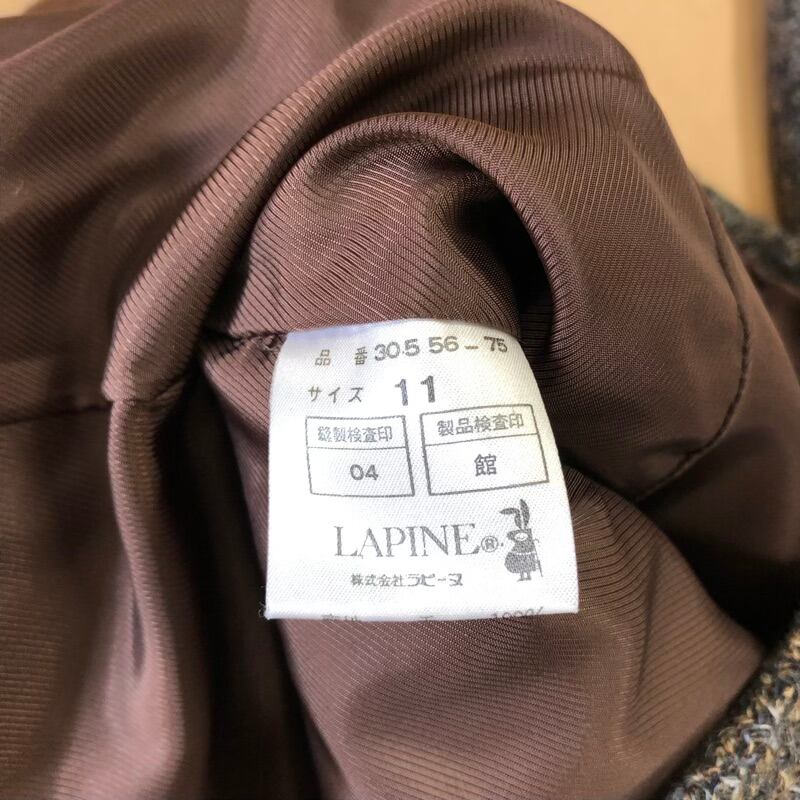 品 番 305 56-75
サイズ 11
縫製検査印 製品検査印
04 館
LAPINE®
株式会社ラピーヌ